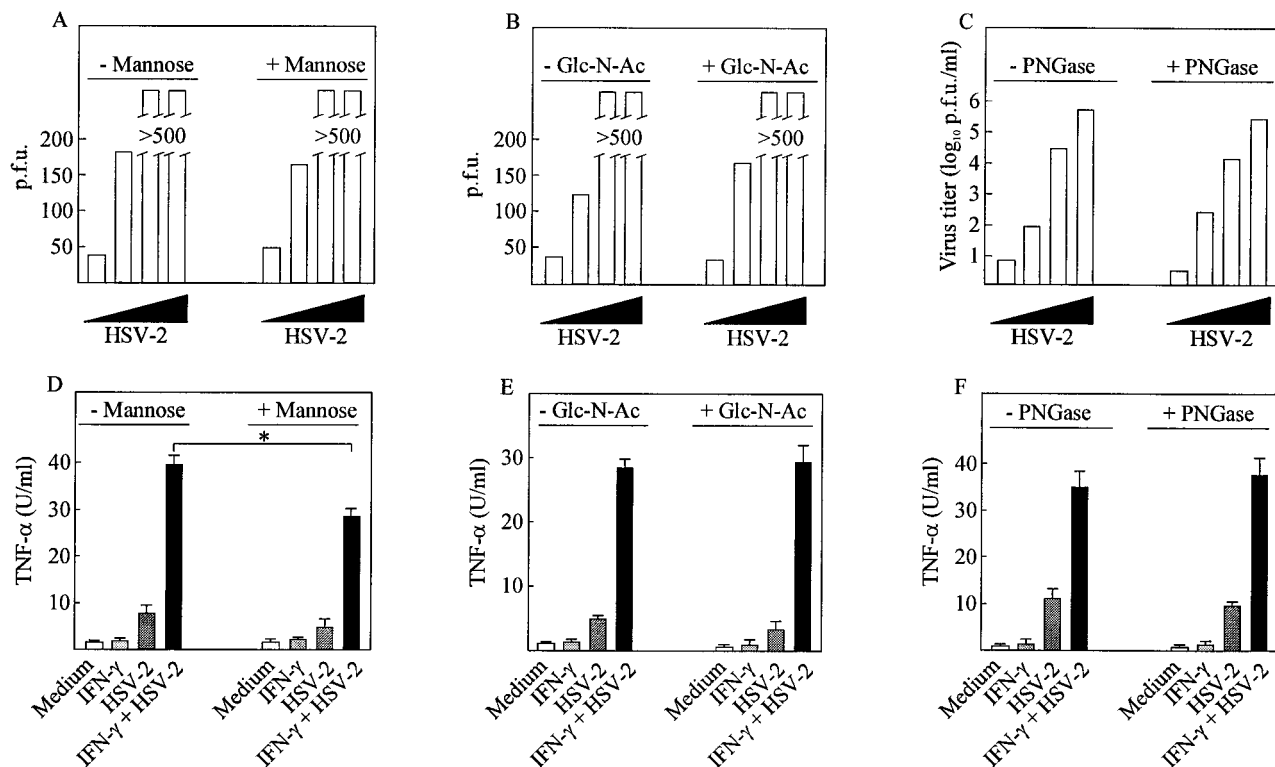 A
- Mannose
+ Mannose
>500
>500
p.f.u.
200
150
100
50
HSV-2
HSV-2
B
- Glc-N-Ac
+ Glc-N-Ac
>500
>500
p.f.u.
200
150
100
50
HSV-2
HSV-2
C
- PNGase
+ PNGase
Virus titer (log₁₀ p.f.u./ml)
6
5
4
3
2
1
HSV-2
HSV-2
D
- Mannose
+ Mannose
*
TNF-α (U/ml)
40
30
20
10
Medium
IFN-γ
HSV-2
IFN-γ + HSV-2
Medium
IFN-γ
HSV-2
IFN-γ + HSV-2
E
- Glc-N-Ac
+ Glc-N-Ac
TNF-α (U/ml)
30
20
10
Medium
IFN-γ
HSV-2
IFN-γ + HSV-2
Medium
IFN-γ
HSV-2
IFN-γ + HSV-2
F
- PNGase
+ PNGase
TNF-α (U/ml)
40
30
20
10
Medium
IFN-γ
HSV-2
IFN-γ + HSV-2
Medium
IFN-γ
HSV-2
IFN-γ + HSV-2